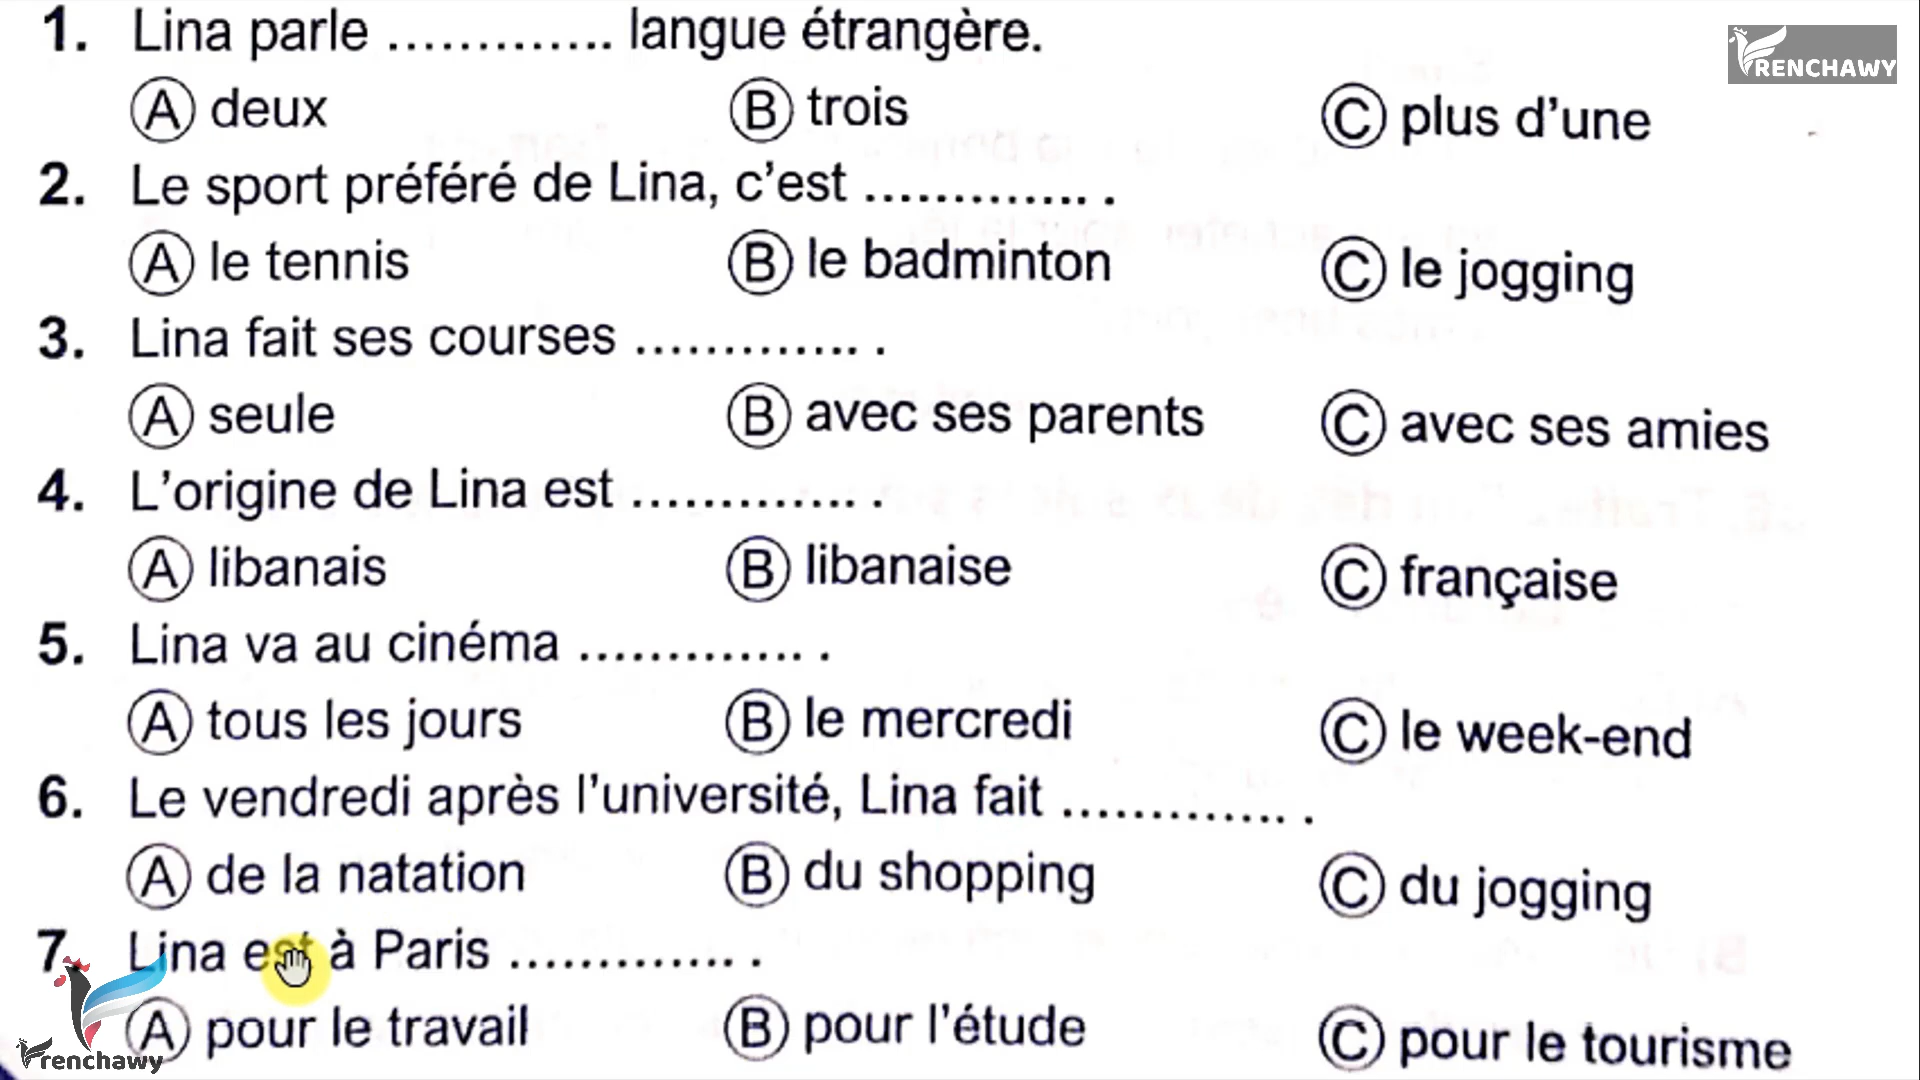 1. Lina parle .............. langue étrangère.
RENCHAWY
A deux B trois C plus d'une
2. Le sport préféré de Lina, c'est .............. .
A le tennis B le badminton C le jogging
3. Lina fait ses courses .............. .
A seule B avec ses parents C avec ses amies
4. L'origine de Lina est .............. .
A libanais B libanaise C française
5. Lina va au cinéma .............. .
A tous les jours B le mercredi C le week-end
6. Le vendredi après l'université, Lina fait .............. .
A de la natation B du shopping C du jogging
7. Lina est à Paris .............. .
A pour le travail B pour l'étude C pour le tourisme
Frenchawy